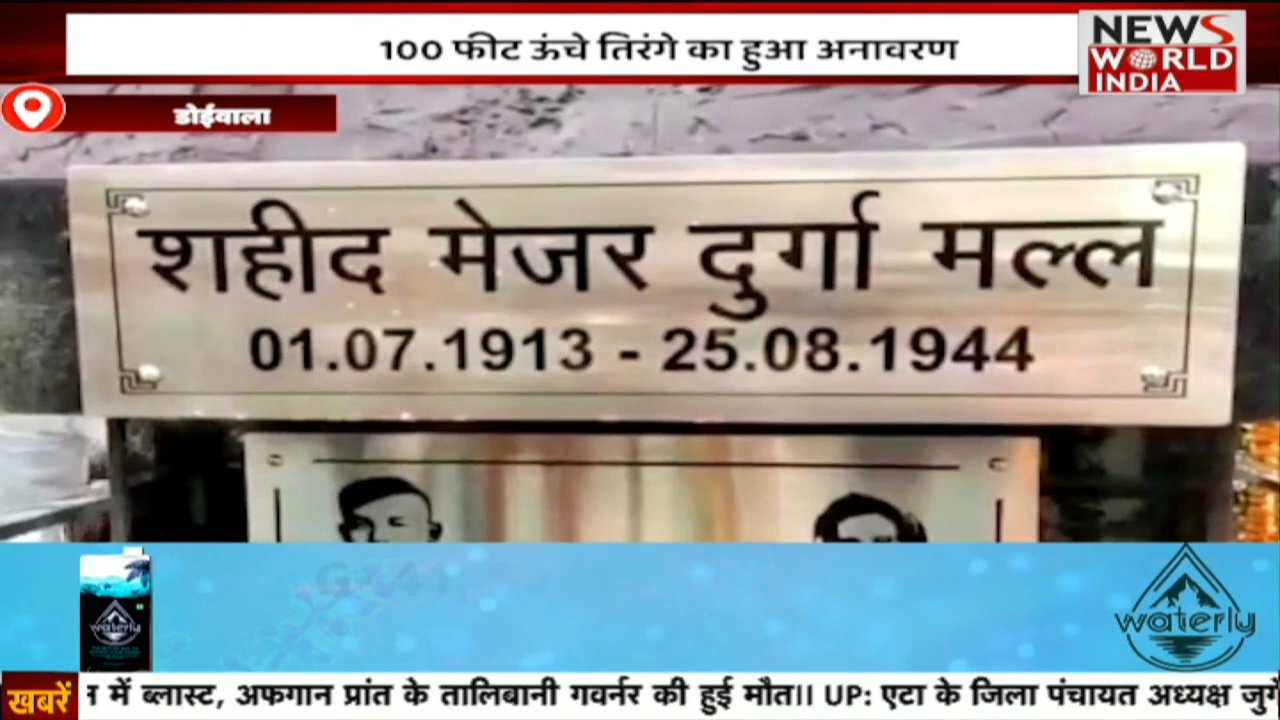 100 फीट ऊंचे तिरंगे का हुआ अनावरण
NEWS
WORLD
INDIA
डोईवाला
शहीद मेजर दुर्गा मल्ल
01.07.1913 - 25.08.1944
waterly
waterly
खबरें
में ब्लास्ट, अफगान प्रांत के तालिबानी गवर्नर की हुई मौत।। UP: एटा के जिला पंचायत अध्यक्ष